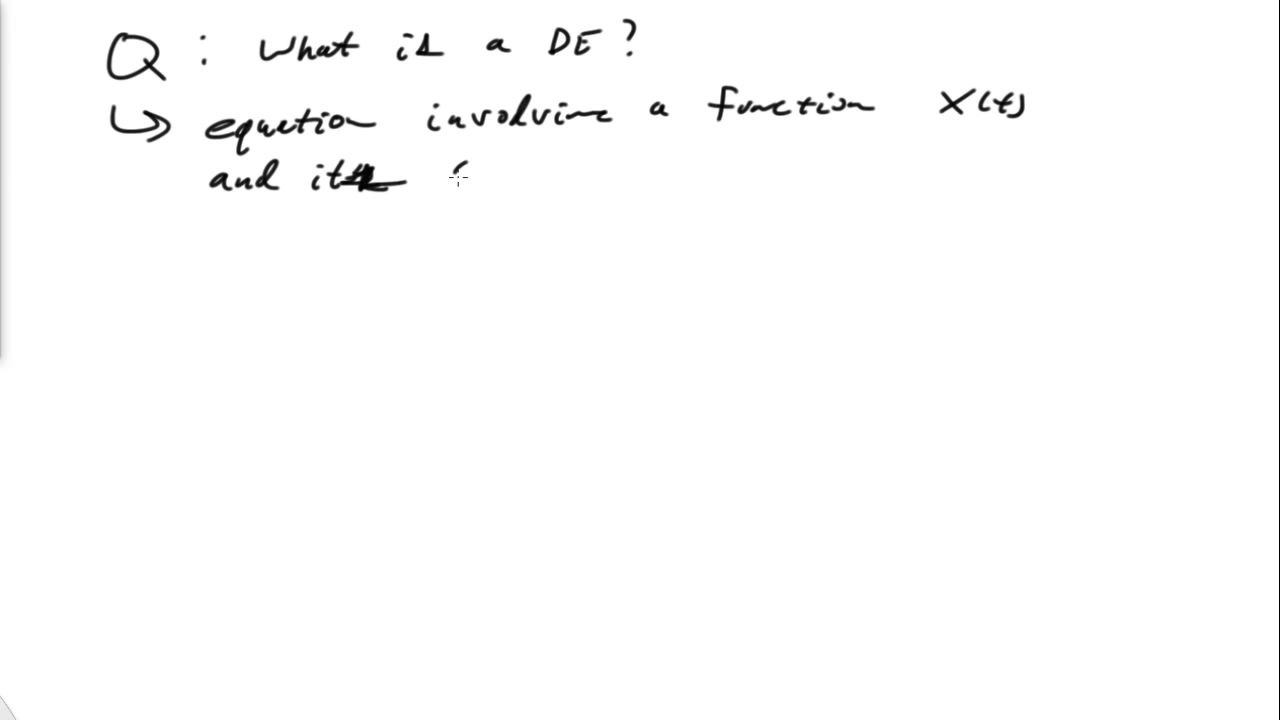 Q : What is a DE ?
↳ equation involving a function x(t)
and its